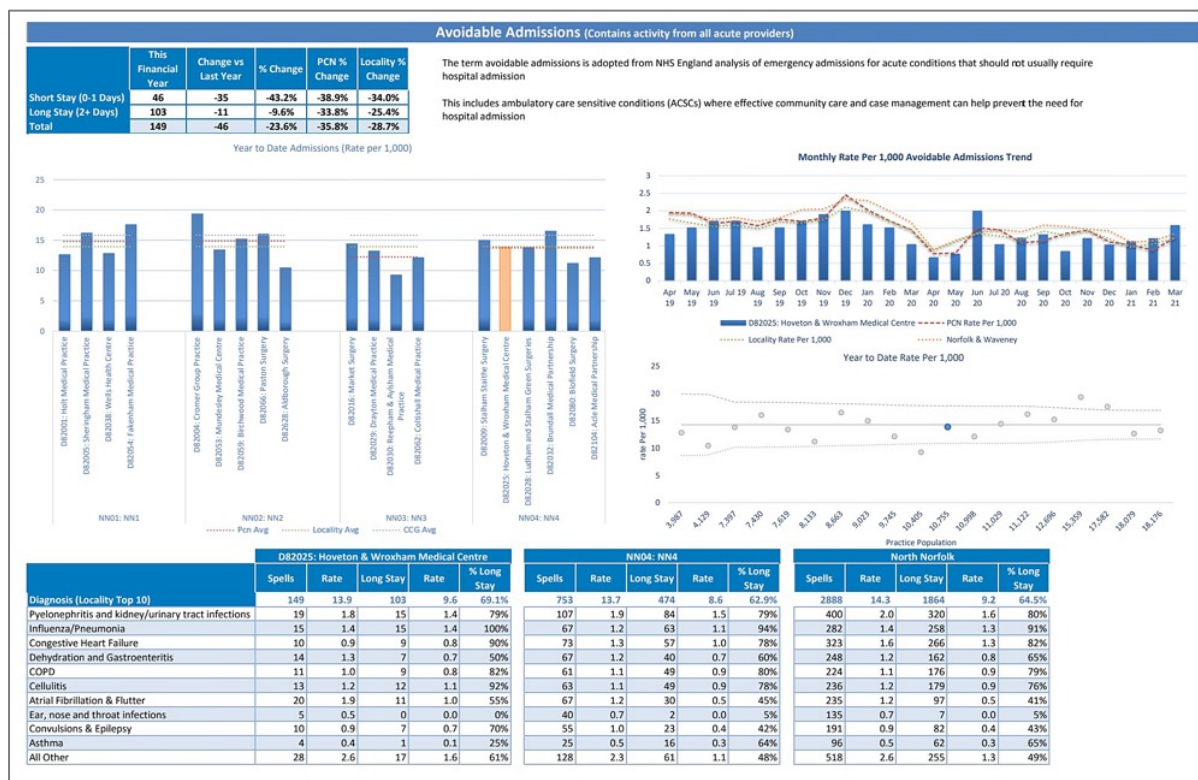 Avoidable Admissions (Contains activity from all acute providers)
This Financial Year Change vs Last Year % Change PCN % Change Locality % Change
Short Stay (0-1 Days) 46 -35 -43.2% -38.9% -34.0%
Long Stay (2+ Days) 103 -11 -9.6% -33.8% -25.4%
Total 149 -46 -23.6% -35.8% -28.7%
The term avoidable admissions is adopted from NHS England analysis of emergency admissions for acute conditions that should not usually require
hospital admission
This includes ambulatory care sensitive conditions (ACSCs) where effective community care and case management can help prevent the need for
hospital admission
Year to Date Admissions (Rate per 1,000)
25
20
15
10
5
0
D82001: Holt Medical Practice
D82005: Sheringham Medical Practice
D82038: Wells Health Centre
D82054: Fakenham Medical Practice
D82004: Cromer Group Practice
D82053: Mundesley Medical Centre
D82059: Birchwood Medical Practice
D82066: Paston Surgery
D82628: Aldborough Surgery
D82016: Market Surgery
D82029: Drayton Medical Practice
D82030: Reepham & Aylsham Medical
Practice
D82062: Coltishall Medical Practice
D82009: Stalham Staithe Surgery
D82025: Hoveton & Wroxham Medical Centre
D82028: Ludham and Stalham Green Surgeries
D82032: Brundall Medical Partnership
D82080: Blofield Surgery
D82104: Acle Medical Partnership
NN01: NN1 NN02: NN2 NN03: NN3 NN04: NN4
Pcn Avg Locality Avg CCG Avg
Monthly Rate Per 1,000 Avoidable Admissions Trend
3
2.5
2
1.5
1
0.5
0
Apr 19 May 19 Jun 19 Jul 19 Aug 19 Sep 19 Oct 19 Nov 19 Dec 19 Jan 20 Feb 20 Mar 20 Apr 20 May 20 Jun 20 Jul 20 Aug 20 Sep 20 Oct 20 Nov 20 Dec 20 Jan 21 Feb 21 Mar 21
D82025: Hoveton & Wroxham Medical Centre PCN Rate Per 1,000
Locality Rate Per 1,000 Norfolk & Waveney
Year to Date Rate Per 1,000
rate Per 1,000
25
20
15
10
5
0
3,987 4,129 7,397 7,430 7,619 8,133 8,665 9,023 9,745 10,405 10,755 10,998 11,029 11,122 12,696 15,359 18,079 18,176
Practice Population
D82025: Hoveton & Wroxham Medical Centre NN04: NN4 North Norfolk
Spells Rate Long Stay Rate % Long Stay Spells Rate Long Stay Rate % Long Stay Spells Rate Long Stay Rate % Long Stay
Diagnosis (Locality Top 10) 149 13.9 103 9.6 69.1% 753 13.7 474 8.6 62.9% 2888 14.3 1864 9.2 64.5%
Pyelonephritis and kidney/urinary tract infections 19 1.8 15 1.4 79% 107 1.9 84 1.5 79% 400 2.0 320 1.6 80%
Influenza/Pneumonia 15 1.4 15 1.4 100% 67 1.2 63 1.1 94% 282 1.4 258 1.3 91%
Congestive Heart Failure 10 0.9 9 0.8 90% 73 1.3 57 1.0 78% 323 1.6 266 1.3 82%
Dehydration and Gastroenteritis 14 1.3 7 0.7 50% 67 1.2 40 0.7 60% 248 1.2 162 0.8 65%
COPD 11 1.0 9 0.8 82% 61 1.1 49 0.9 80% 224 1.1 176 0.9 79%
Cellulitis 13 1.2 12 1.1 92% 63 1.1 49 0.9 78% 236 1.2 179 0.9 76%
Atrial Fibrillation & Flutter 20 1.9 11 1.0 55% 67 1.2 30 0.5 45% 235 1.2 97 0.5 41%
Ear, nose and throat infections 5 0.5 0 0.0 0% 40 0.7 2 0.0 5% 135 0.7 7 0.0 5%
Convulsions & Epilepsy 10 0.9 7 0.7 70% 55 1.0 23 0.4 42% 191 0.9 82 0.4 43%
Asthma 4 0.4 1 0.1 25% 25 0.5 16 0.3 64% 96 0.5 62 0.3 65%
All Other 28 2.6 17 1.6 61% 128 2.3 61 1.1 48% 518 2.6 255 1.3 49%